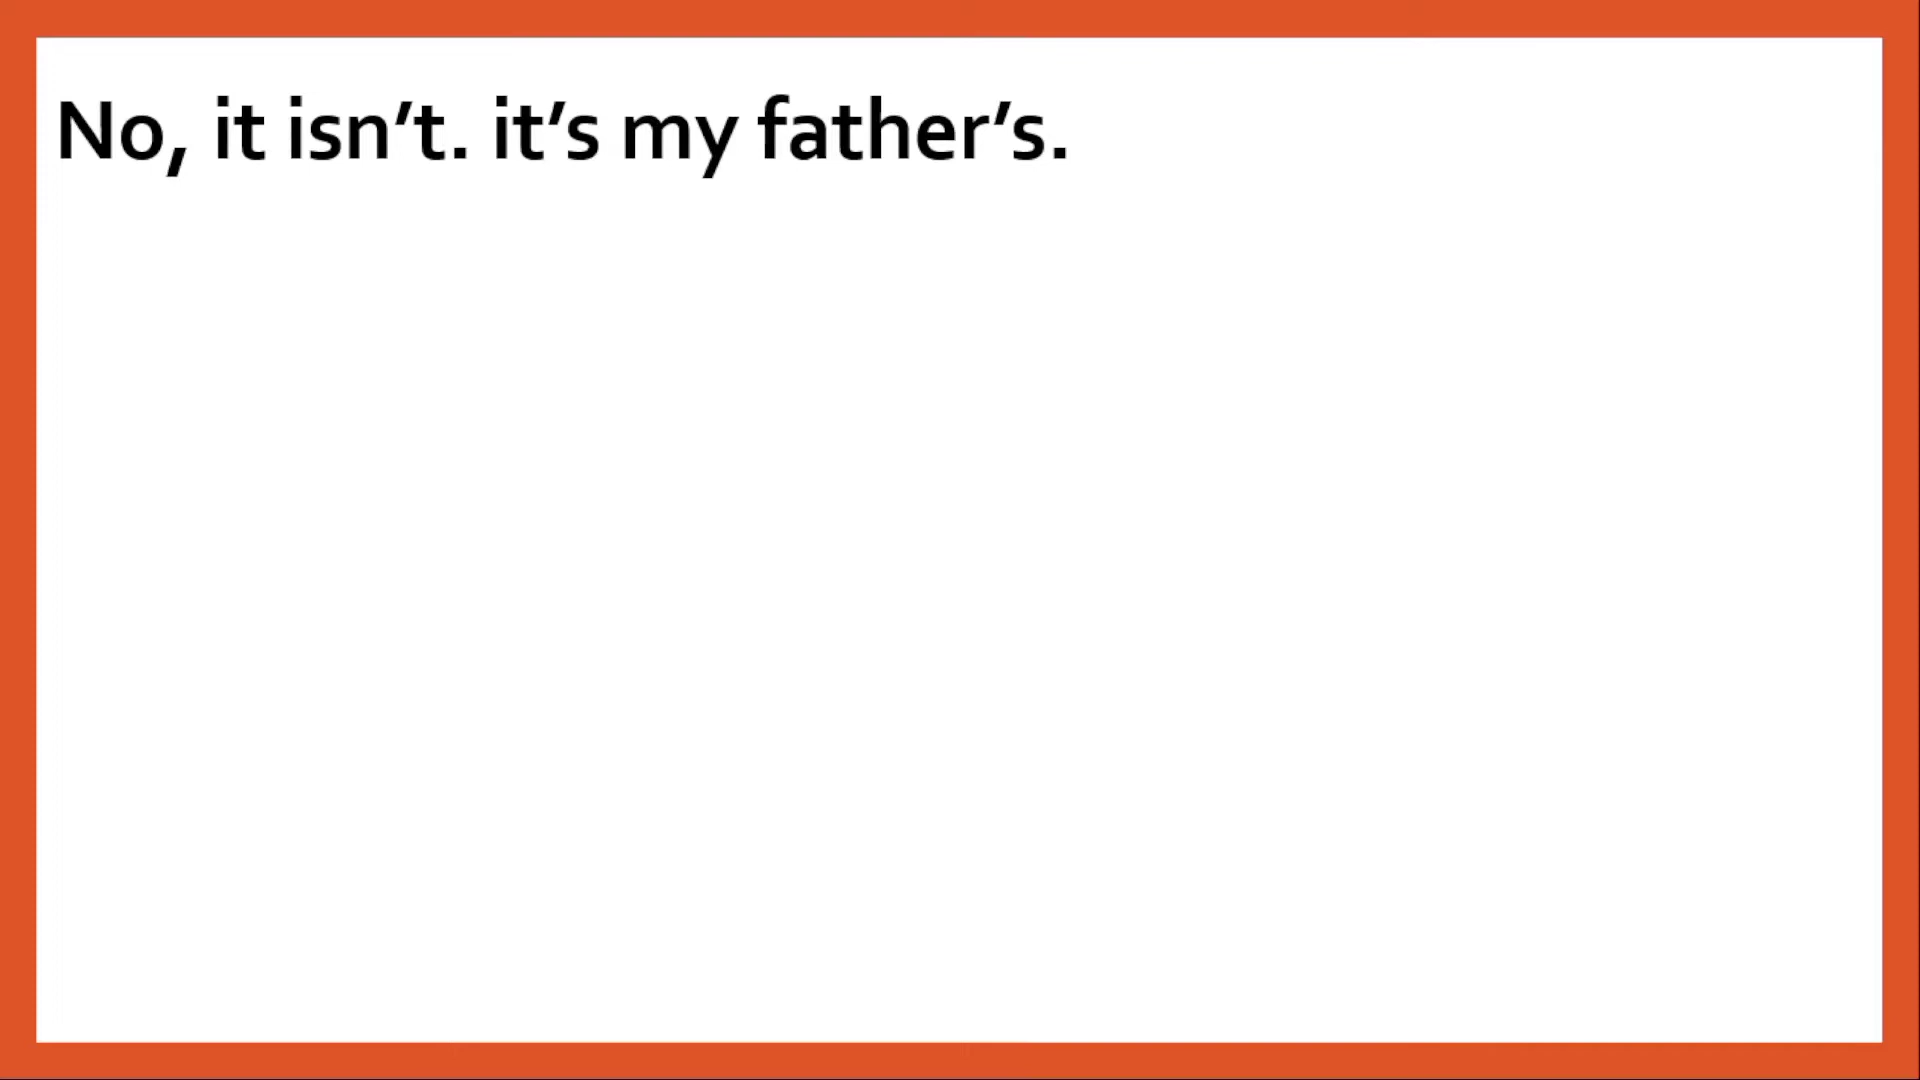 No, it isn’t. it’s my father’s.